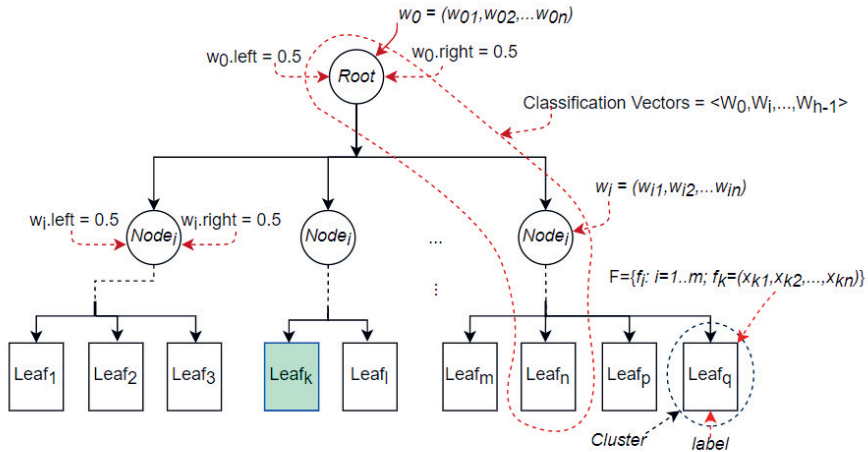 w0 = (w01,w02,...w0n)
w0.left = 0.5
w0.right = 0.5
Root
Classification Vectors = <W0,Wi,...,Wh-1>
wi = (wi1,wi2,...win)
wi.left = 0.5
wi.right = 0.5
Nodei
Nodei
...
Nodei
F={fi: i=1..m; fk=(xk1,xk2,...,xkn)}
...
Leaf1
Leaf2
Leaf3
Leafk
Leafl
Leafm
Leafn
Leafp
Leafq
Cluster
label